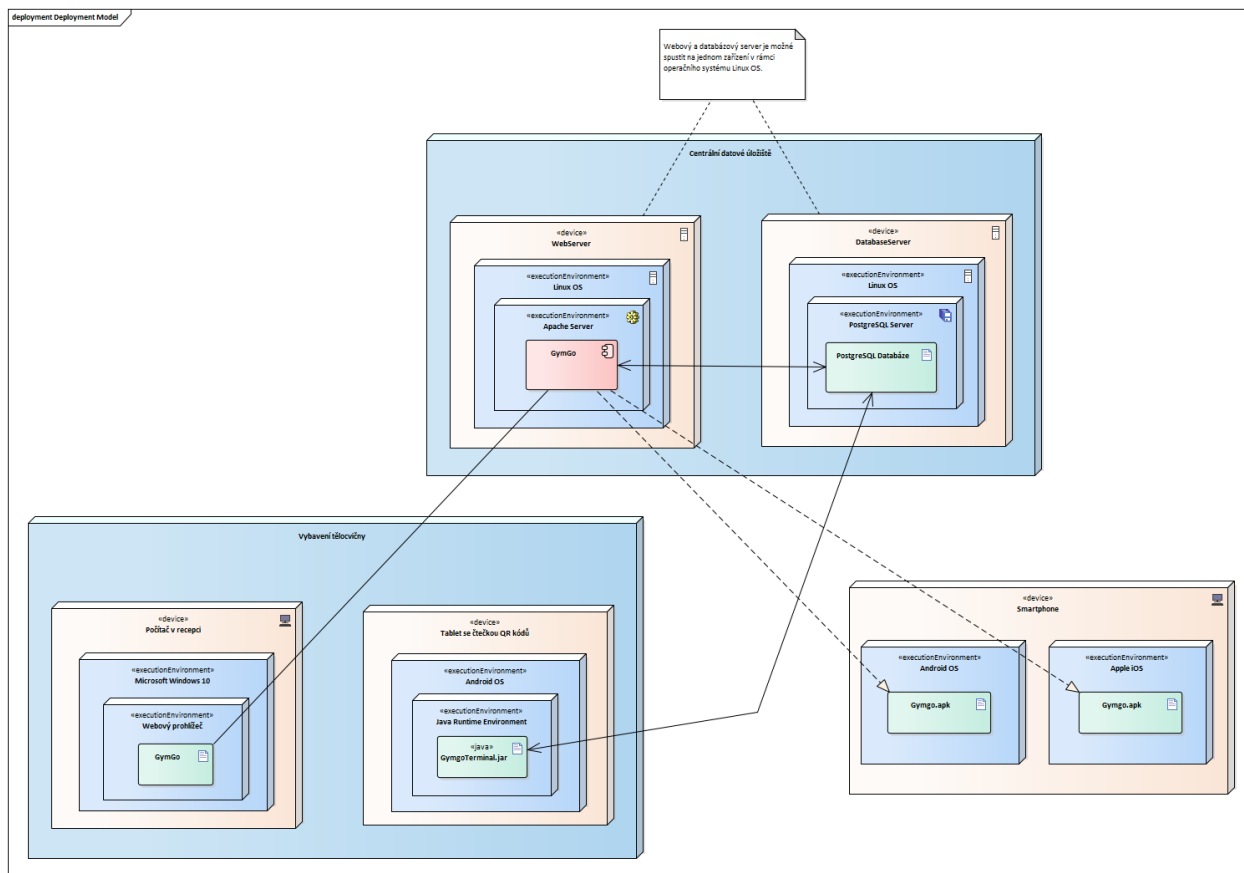 deployment Deployment Model
Webový a databázový server je možné
spustit na jednom zařízení v rámci
operačního systému Linux OS.
Centrální datové úložiště
«device»
WebServer
«executionEnvironment»
Linux OS
«executionEnvironment»
Apache Server
GymGo
«device»
DatabaseServer
«executionEnvironment»
Linux OS
«executionEnvironment»
PostgreSQL Server
PostgreSQL Databáze
Vybavení tělocvičny
«device»
Počítač v recepci
«executionEnvironment»
Microsoft Windows 10
«executionEnvironment»
Webový prohlížeč
GymGo
«device»
Tablet se čtečkou QR kódů
«executionEnvironment»
Android OS
«executionEnvironment»
Java Runtime Environment
«java»
GymgoTerminal.jar
«device»
Smartphone
«executionEnvironment»
Android OS
Gymgo.apk
«executionEnvironment»
Apple iOS
Gymgo.apk